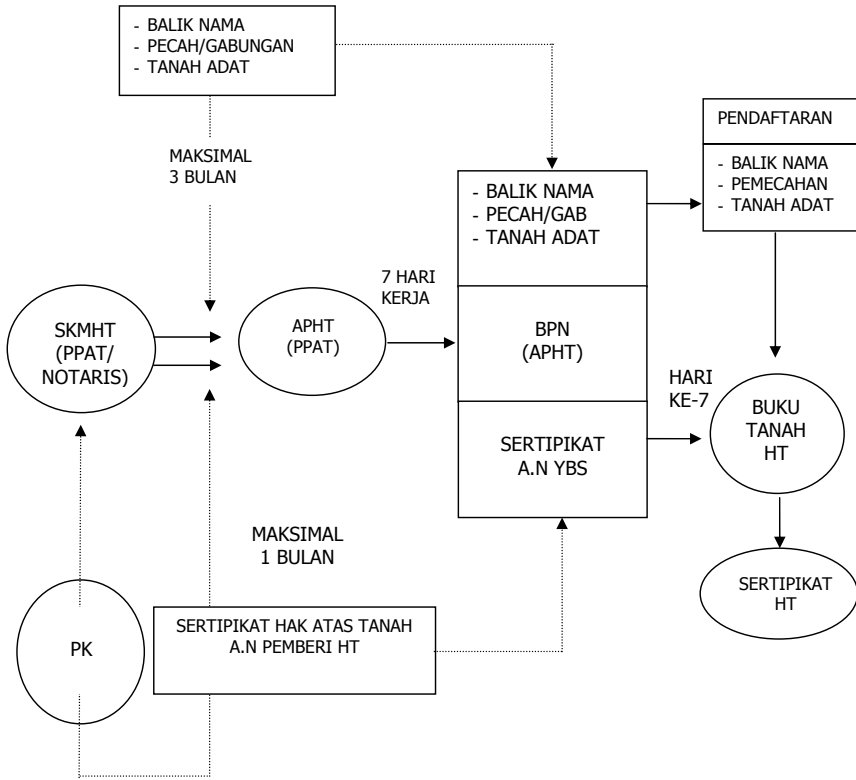 - BALIK NAMA
- PECAH/GABUNGAN
- TANAH ADAT
MAKSIMAL
3 BULAN
PENDAFTARAN
- BALIK NAMA
- PEMECAHAN
- TANAH ADAT
- BALIK NAMA
- PECAH/GAB
- TANAH ADAT
7 HARI
KERJA
SKMHT
(PPAT/
NOTARIS)
APHT
(PPAT)
BPN
(APHT)
HARI
KE-7
BUKU
TANAH
HT
SERTIPIKAT
A.N YBS
MAKSIMAL
1 BULAN
SERTIPIKAT
HT
PK
SERTIPIKAT HAK ATAS TANAH
A.N PEMBERI HT